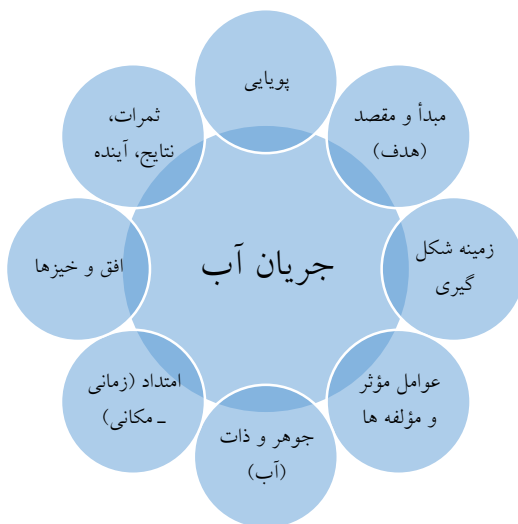 پویایی
مبدأ و مقصد
(هدف)
زمینه شکل
گیری
عوامل مؤثر
و مؤلفه ها
جوهر و ذات
(آب)
امتداد (زمانی
ـ مکانی)
افق و خیزها
ثمرات،
نتایج، آینده
جریان آب